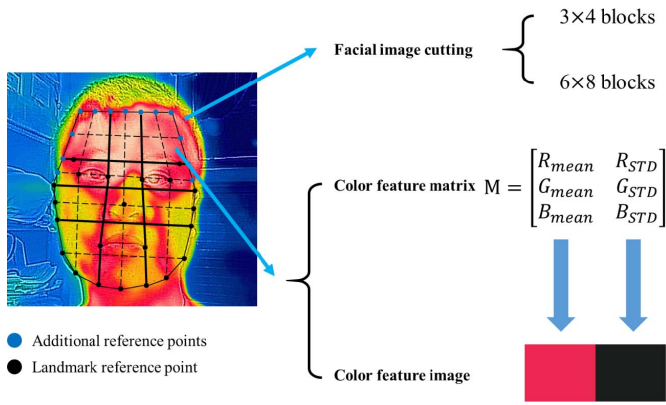 3×4 blocks
Facial image cutting
6×8 blocks
Color feature matrix M = [R_mean R_STD
G_mean G_STD
B_mean B_STD]
Additional reference points
Landmark reference point
Color feature image